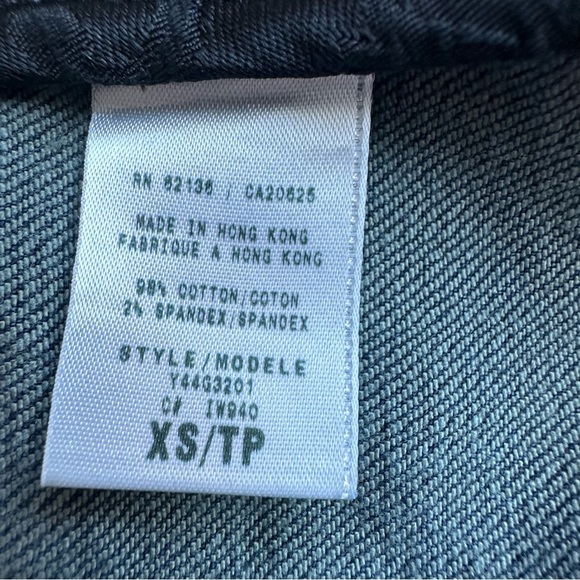 RN 62136 / CA20625
MADE IN HONG KONG
FABRIQUE A HONG KONG
98% COTTON/COTON
2% SPANDEX/SPANDEX
STYLE/MODELE
Y44G3201
C# IW940
XS/TP